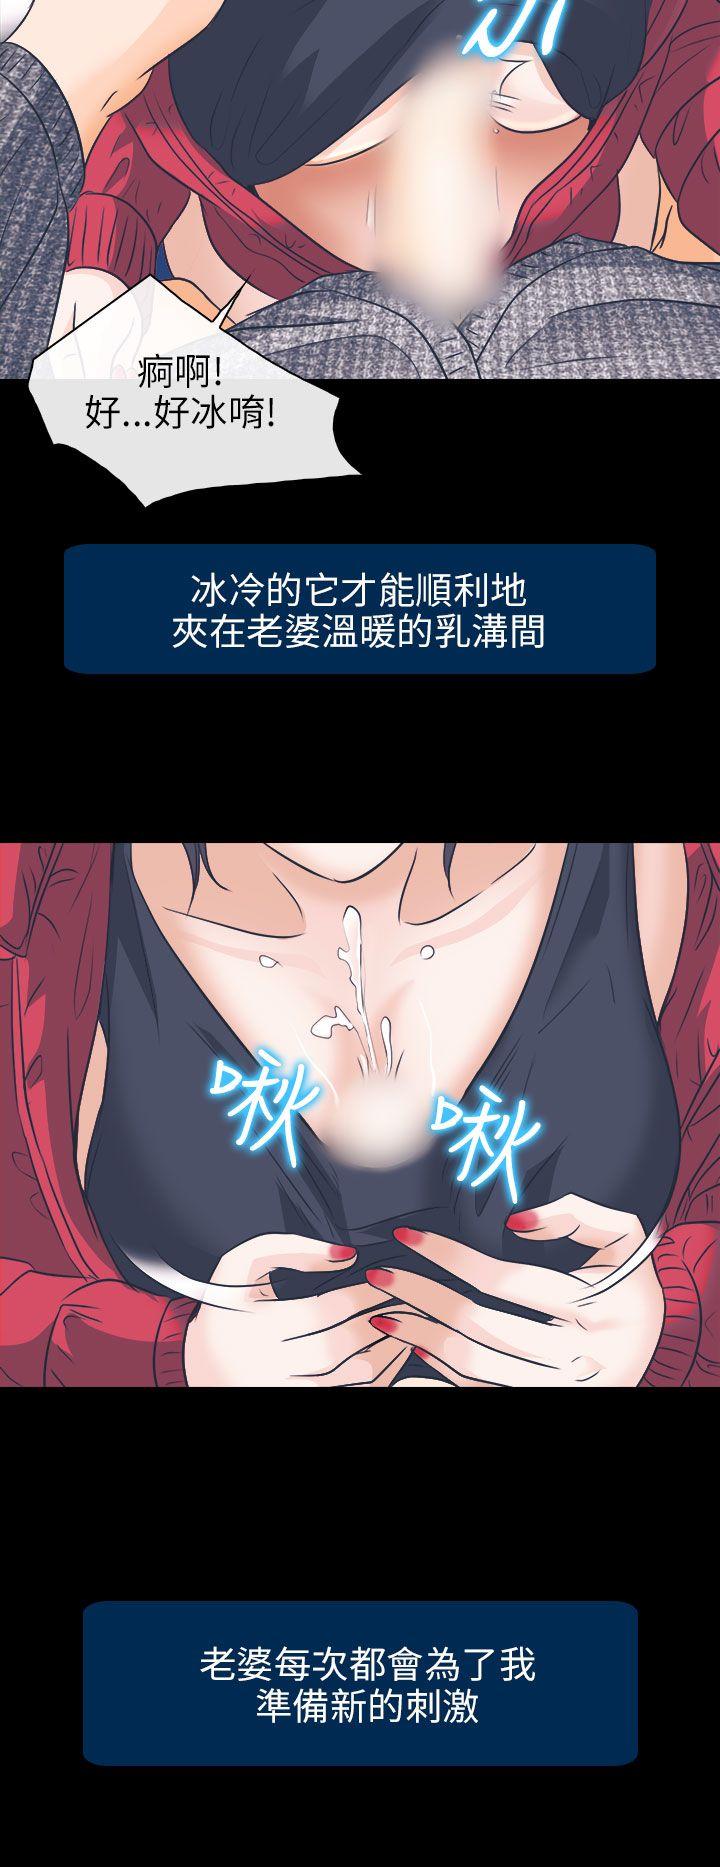 痾啊!
好...好冰唷!
冰冷的它才能順利地
夾在老婆溫暖的乳溝間
啾
啾
老婆每次都會為了我
準備新的刺激